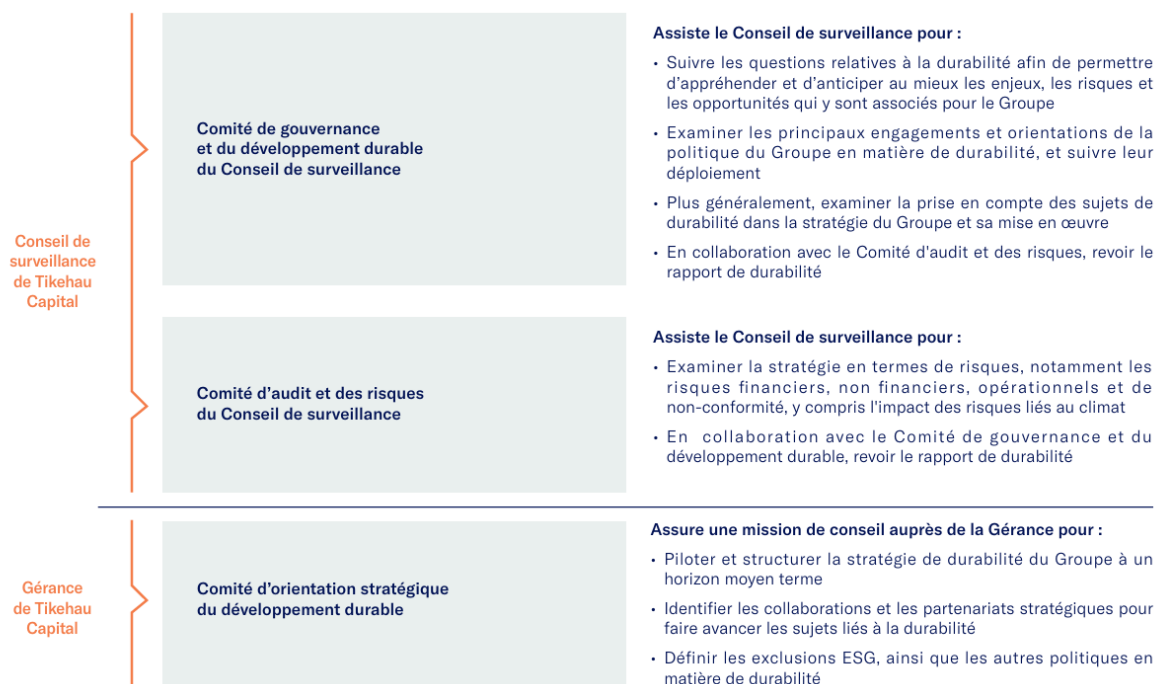 Conseil de
surveillance
de Tikehau
Capital
Comité de gouvernance
et du développement durable
du Conseil de surveillance
Assiste le Conseil de surveillance pour :
• Suivre les questions relatives à la durabilité afin de permettre
d’appréhender et d’anticiper au mieux les enjeux, les risques et
les opportunités qui y sont associés pour le Groupe
• Examiner les principaux engagements et orientations de la
politique du Groupe en matière de durabilité, et suivre leur
déploiement
• Plus généralement, examiner la prise en compte des sujets de
durabilité dans la stratégie du Groupe et sa mise en œuvre
• En collaboration avec le Comité d'audit et des risques, revoir le
rapport de durabilité
Comité d’audit et des risques
du Conseil de surveillance
Assiste le Conseil de surveillance pour :
• Examiner la stratégie en termes de risques, notamment les
risques financiers, non financiers, opérationnels et de
non-conformité, y compris l'impact des risques liés au climat
• En collaboration avec le Comité de gouvernance et du
développement durable, revoir le rapport de durabilité
Gérance
de Tikehau
Capital
Comité d’orientation stratégique
du développement durable
Assure une mission de conseil auprès de la Gérance pour :
• Piloter et structurer la stratégie de durabilité du Groupe à un
horizon moyen terme
• Identifier les collaborations et les partenariats stratégiques pour
faire avancer les sujets liés à la durabilité
• Définir les exclusions ESG, ainsi que les autres politiques en
matière de durabilité